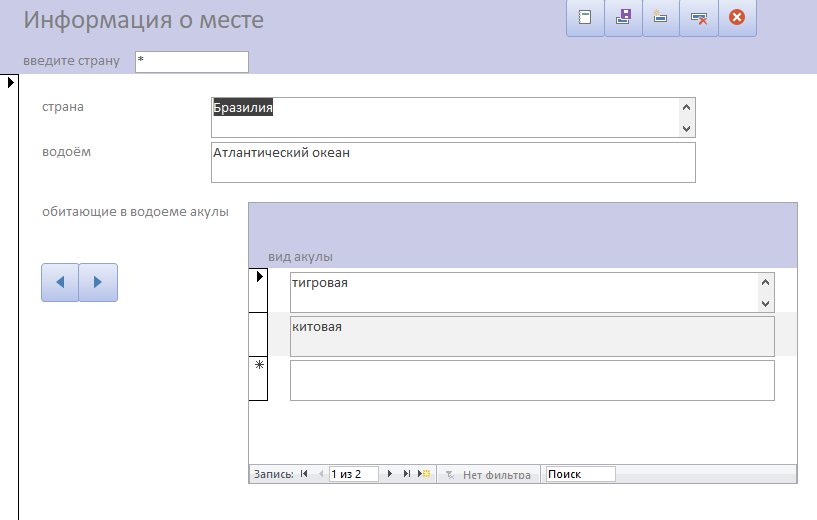 Информация о месте
введите страну *
страна Бразилия
водоём Атлантический океан
обитающие в водоеме акулы
вид акулы
тигровая
китовая
Запись: 1 из 2 Нет фильтра Поиск